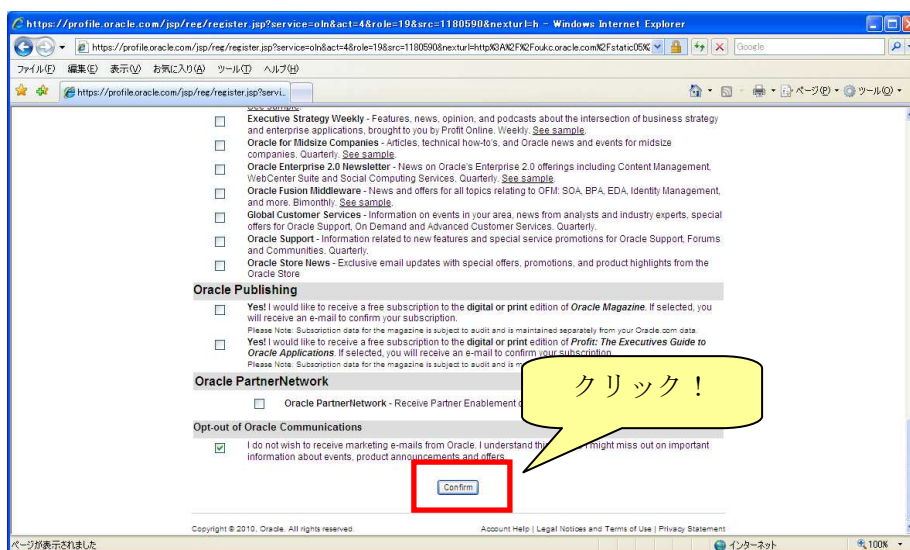 https://profile.oracle.com/jsp/reg/register.jsp?service=oln&act=4&role=19&src=1180590&nexturl=h - Windows Internet Explorer
https://profile.oracle.com/jsp/reg/register.jsp?service=oln&act=4&role=19&src=1180590&nexturl=http%3A%2F%2Foukc.oracle.com%2Fstatic05%
Google
ファイル(F) 編集(E) 表示(V) お気に入り(A) ツール(T) ヘルプ(H)
https://profile.oracle.com/jsp/reg/register.jsp?servi...
ページ(P) ツール(O)
See sample.
Executive Strategy Weekly - Features, news, opinion, and podcasts about the intersection of business strategy
and enterprise applications, brought to you by Profit Online. Weekly. See sample.
Oracle for Midsize Companies - Articles, technical how-to's, and Oracle news and events for midsize
companies. Quarterly. See sample.
Oracle Enterprise 2.0 Newsletter - News on Oracle's Enterprise 2.0 offerings including Content Management,
WebCenter Suite and Social Computing Services. Quarterly. See sample.
Oracle Fusion Middleware - News and offers for all topics relating to OFM: SOA, BPA, EDA, Identity Management,
and more. Bimonthly. See sample.
Global Customer Services - Information on events in your area, news from analysts and industry experts, special
offers for Oracle Support, On Demand and Advanced Customer Services. Quarterly.
Oracle Support - Information related to new features and special service promotions for Oracle Support, Forums
and Communities. Quarterly.
Oracle Store News - Exclusive email updates with special offers, promotions, and product highlights from the
Oracle Store
Oracle Publishing
Yes! I would like to receive a free subscription to the digital or print edition of Oracle Magazine. If selected, you
will receive an e-mail to confirm your subscription.
Please Note: Subscription data for the magazine is subject to audit and is maintained separately from your Oracle.com data.
Yes! I would like to receive a free subscription to the digital or print edition of Profit: The Executives Guide to
Oracle Applications. If selected, you will receive an e-mail to confirm your subscription.
Please Note: Subscription data for the magazine is subject to audit and is
クリック！
Oracle PartnerNetwork
Oracle PartnerNetwork - Receive Partner Enablement
Opt-out of Oracle Communications
I do not wish to receive marketing e-mails from Oracle. I understand I might miss out on important
information about events, product announcements and offers.
Confirm
Copyright © 2010, Oracle. All rights reserved. Account Help | Legal Notices and Terms of Use | Privacy Statement
ページが表示されました インターネット 100%